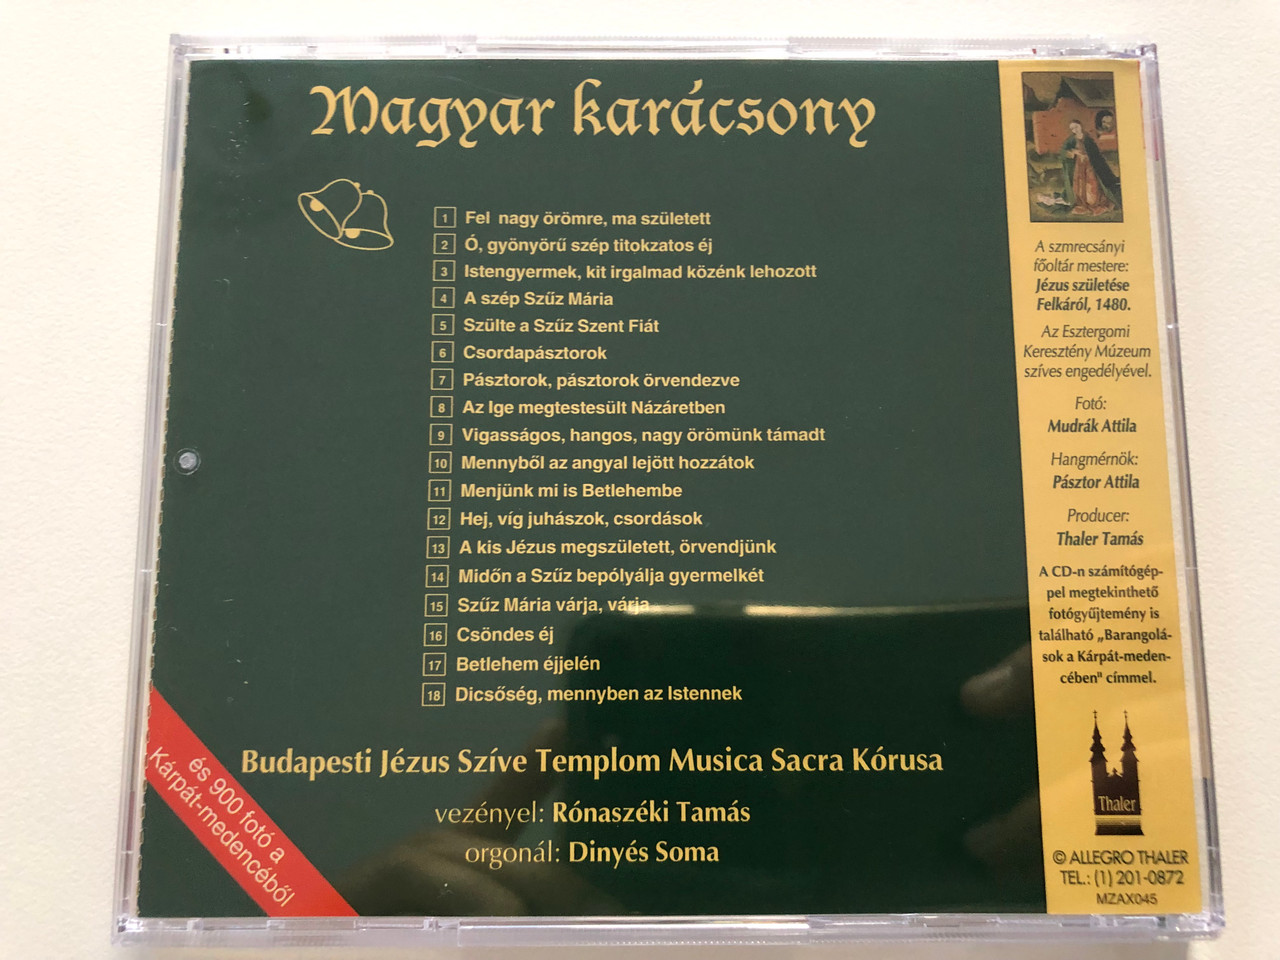 Magyar karácsony
1 Fel nagy örömre, ma született
2 Ó, gyönyörű szép titokzatos éj
3 Istengyermek, kit irgalmad közénk lehozott
4 A szép Szűz Mária
5 Szülte a Szűz Szent Fiát
6 Csordapásztorok
7 Pásztorok, pásztorok örvendezve
8 Az Ige megtestesült Názáretben
9 Vigasságos, hangos, nagy örömünk támadt
10 Mennyből az angyal lejött hozzátok
11 Menjünk mi is Betlehembe
12 Hej, víg juhászok, csordások
13 A kis Jézus megszületett, örvendjünk
14 Midőn a Szűz bepólyálja gyermelkét
15 Szűz Mária várja, várja
16 Csöndes éj
17 Betlehem éjjelén
18 Dicsőség, mennyben az Istennek
Budapesti Jézus Szíve Templom Musica Sacra Kórusa
vezényel: Rónaszéki Tamás
orgonál: Dinyés Soma
és 900 fotó a
Kárpát-medencéből
A szmrecsányi
főoltár mestere:
Jézus születése
Felkáról, 1480.
Az Esztergomi
Keresztény Múzeum
szíves engedélyével.
Fotó:
Mudrák Attila
Hangmérnök:
Pásztor Attila
Producer:
Thaler Tamás
A CD-n számítógép-
pel megtekinthető
fotógyűjtemény is
található „Barangolá-
sok a Kárpát-meden-
cében" címmel.
Thaler
© ALLEGRO THALER
TEL.: (1) 201-0872
MZAX045